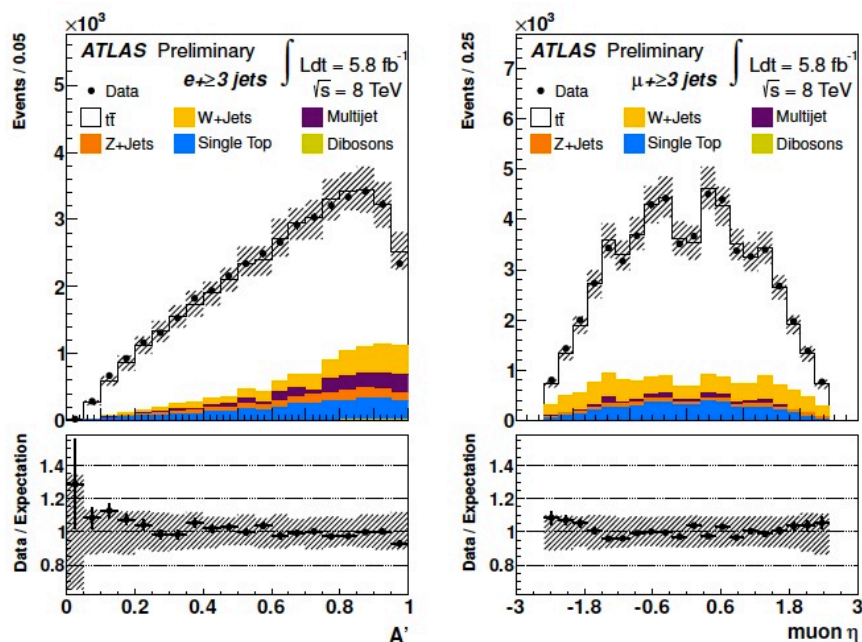 ×10³
ATLAS Preliminary
e+≥3 jets
∫ Ldt = 5.8 fb⁻¹
√s = 8 TeV
Data
tt̄
W+Jets
Multijet
Z+Jets
Single Top
Dibosons
Events / 0.05
5
4
3
2
1
0
Data / Expectation
1.4
1.2
1
0.8
0 0.2 0.4 0.6 0.8 1
A'
×10³
ATLAS Preliminary
μ+≥3 jets
∫ Ldt = 5.8 fb⁻¹
√s = 8 TeV
Data
tt̄
W+Jets
Multijet
Z+Jets
Single Top
Dibosons
Events / 0.25
7
6
5
4
3
2
1
0
Data / Expectation
1.4
1.2
1
0.8
-3 -1.8 -0.6 0.6 1.8 3
muon η